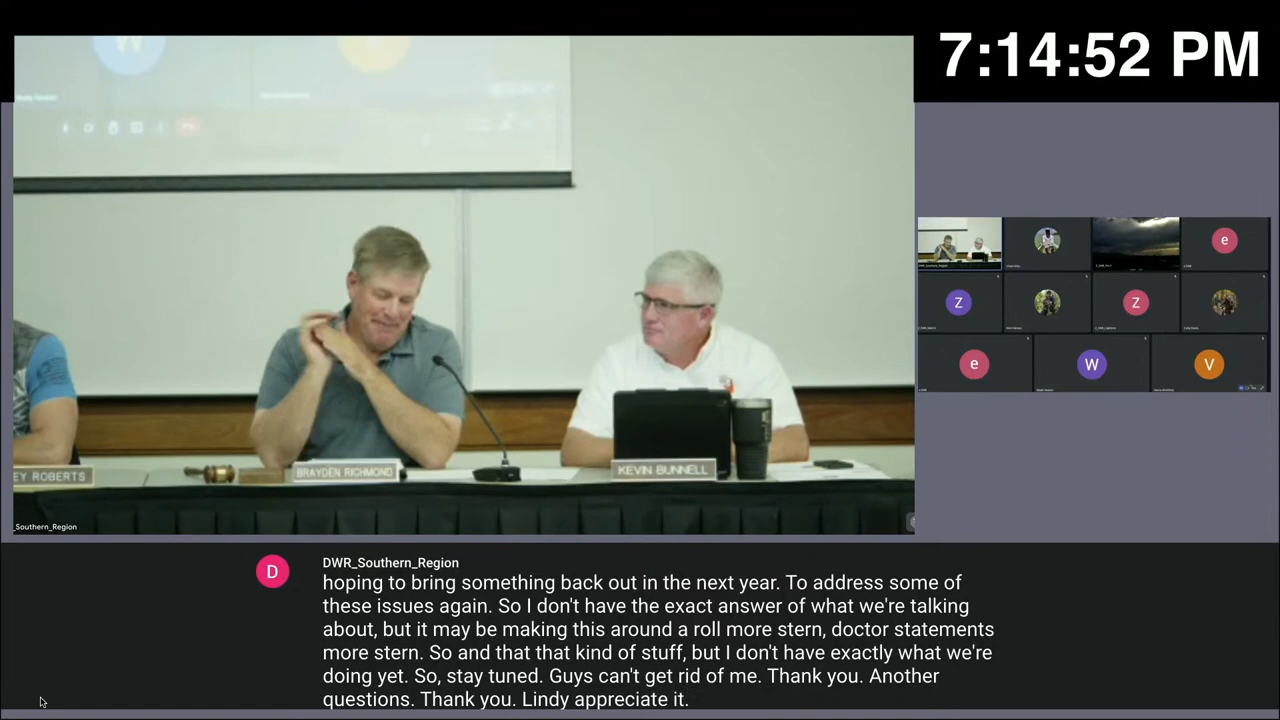 7:14:52 PM
W
e
Z
Z
e
W
V
EY ROBERTS
BRAYDEN RICHMOND
KEVIN BUNNELL
_Southern_Region
D
DWR_Southern_Region
hoping to bring something back out in the next year. To address some of
these issues again. So I don't have the exact answer of what we're talking
about, but it may be making this around a roll more stern, doctor statements
more stern. So and that that kind of stuff, but I don't have exactly what we're
doing yet. So, stay tuned. Guys can't get rid of me. Thank you. Another
questions. Thank you. Lindy appreciate it.